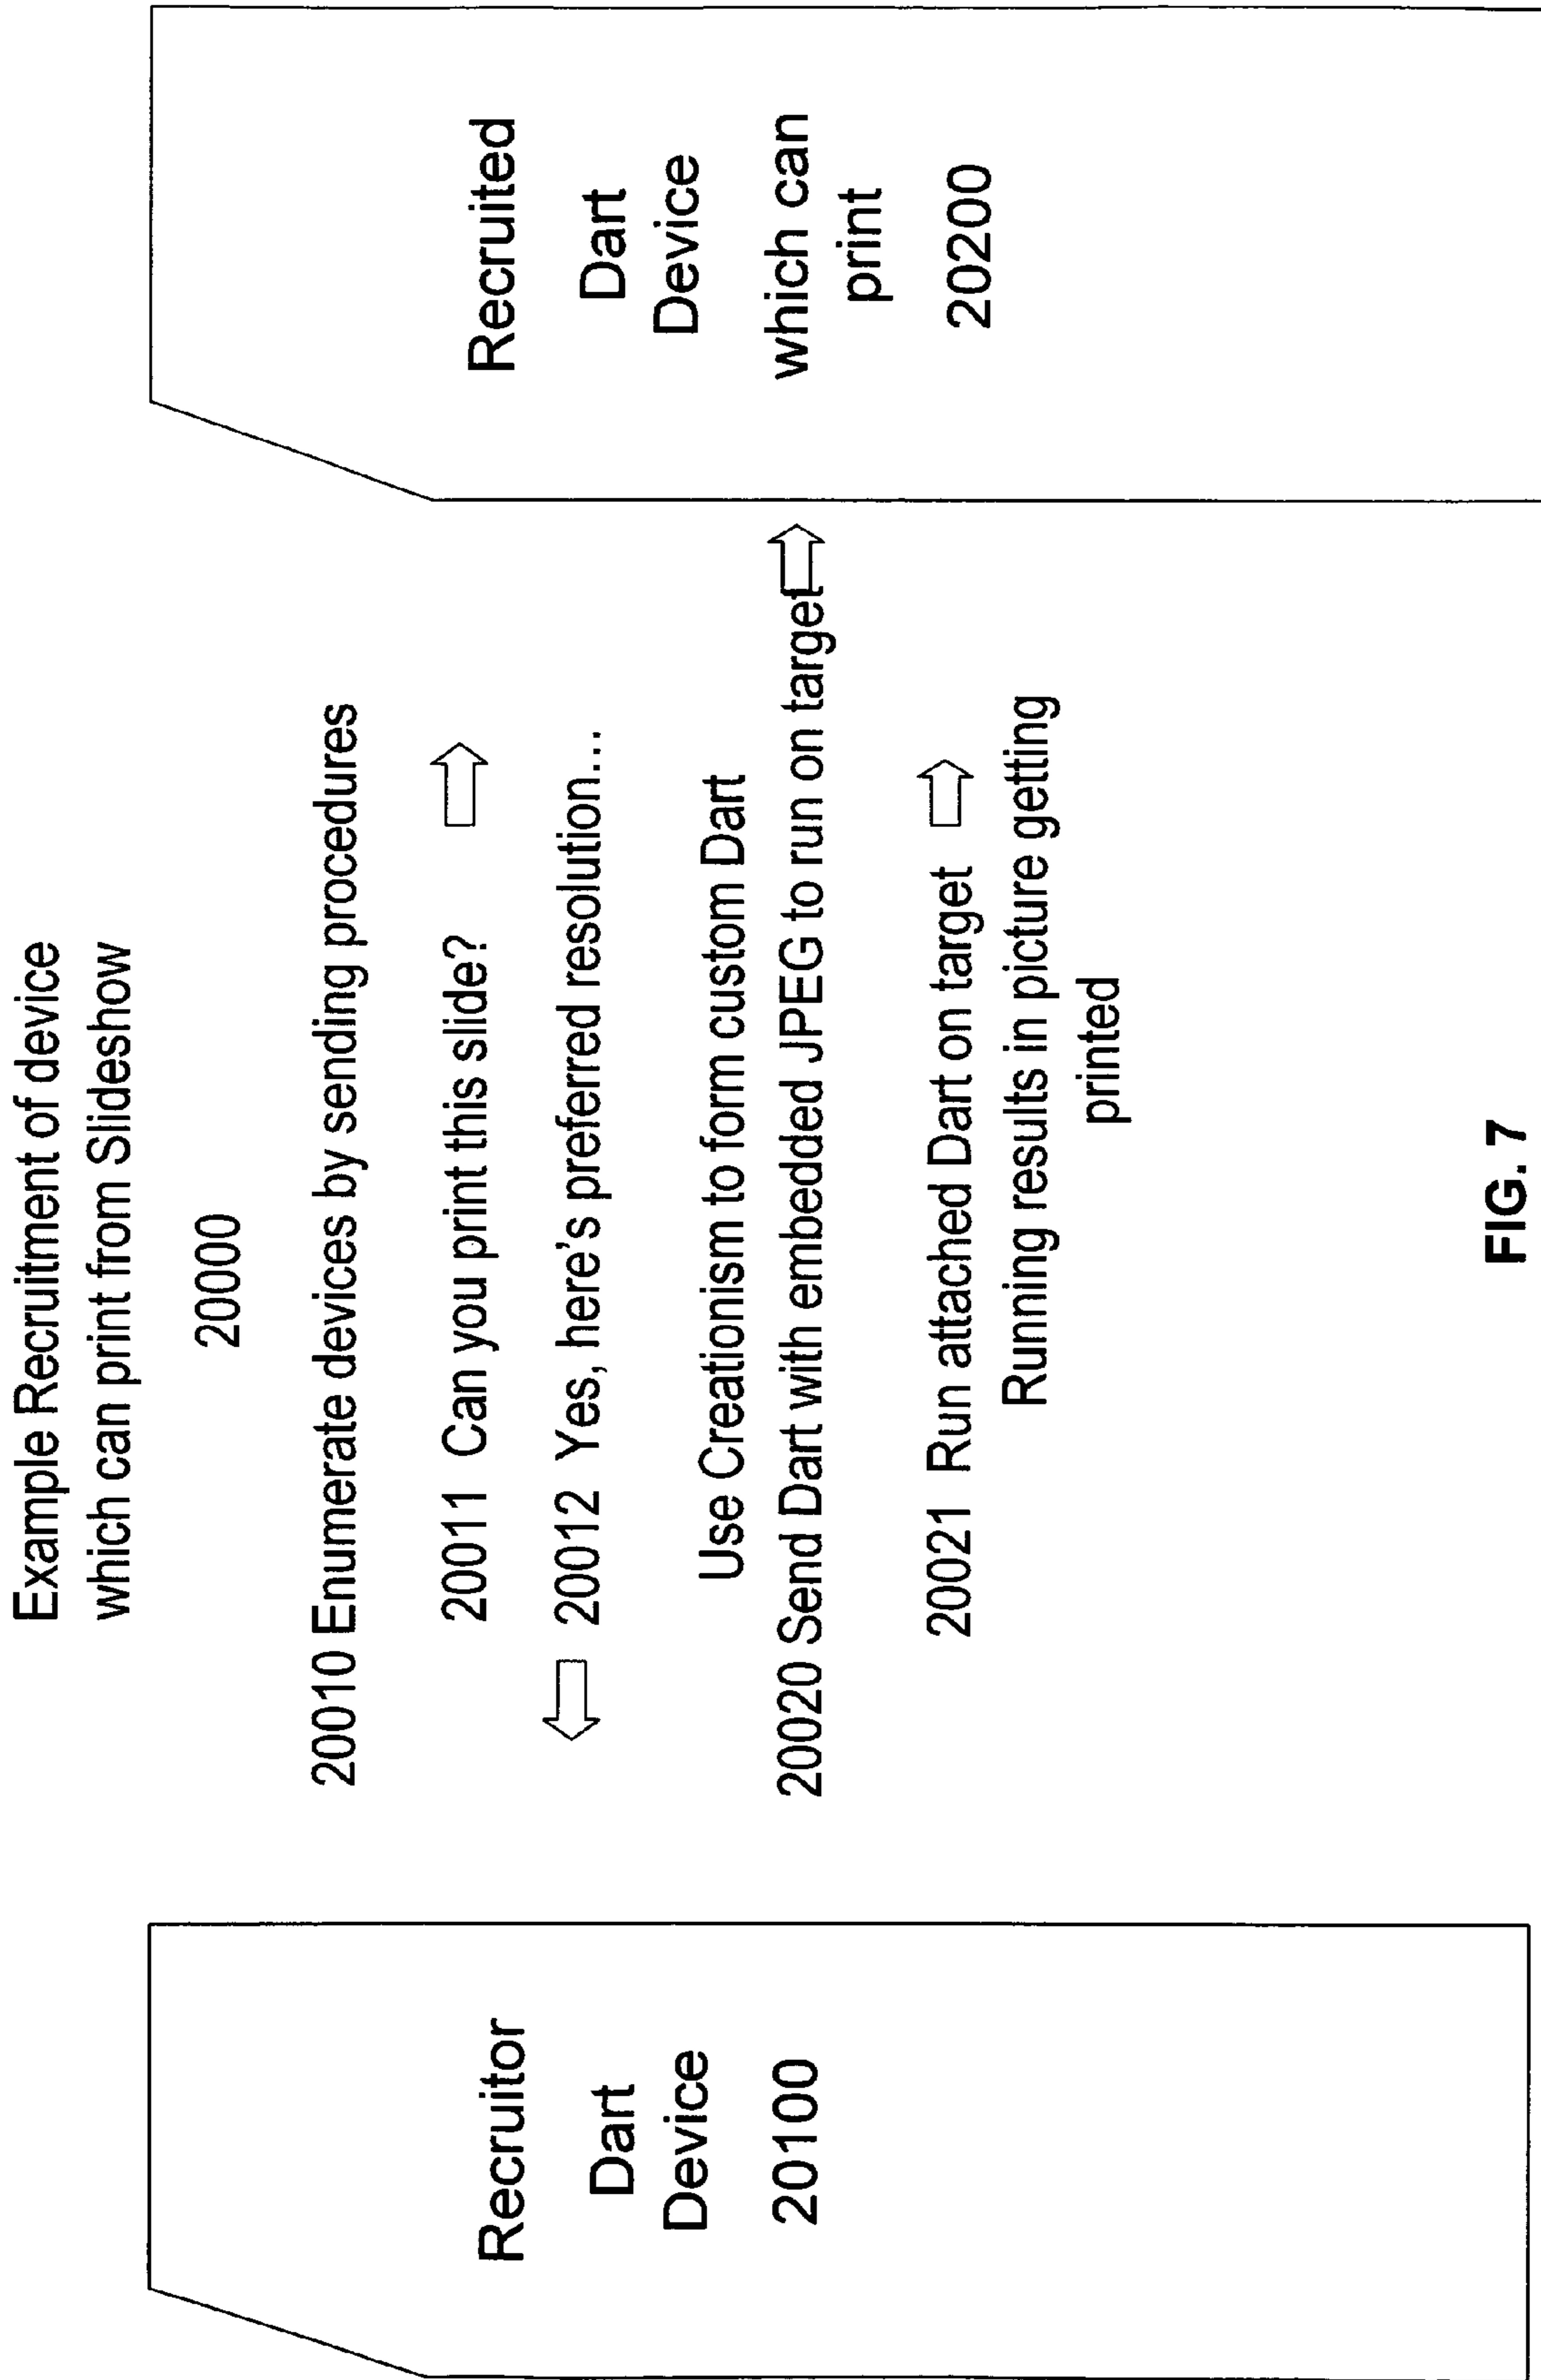 Example Recruitment of device
which can print from Slideshow
20000
Recruitor
Dart
Device
20100
20010 Enumerate devices by sending procedures
20011 Can you print this slide?
20012 Yes, here's preferred resolution...
Use Creationism to form custom Dart
20020 Send Dart with embedded JPEG to run on target
20021 Run attached Dart on target
Running results in picture getting
printed
Recruited
Dart
Device
which can
print
20200
FIG. 7